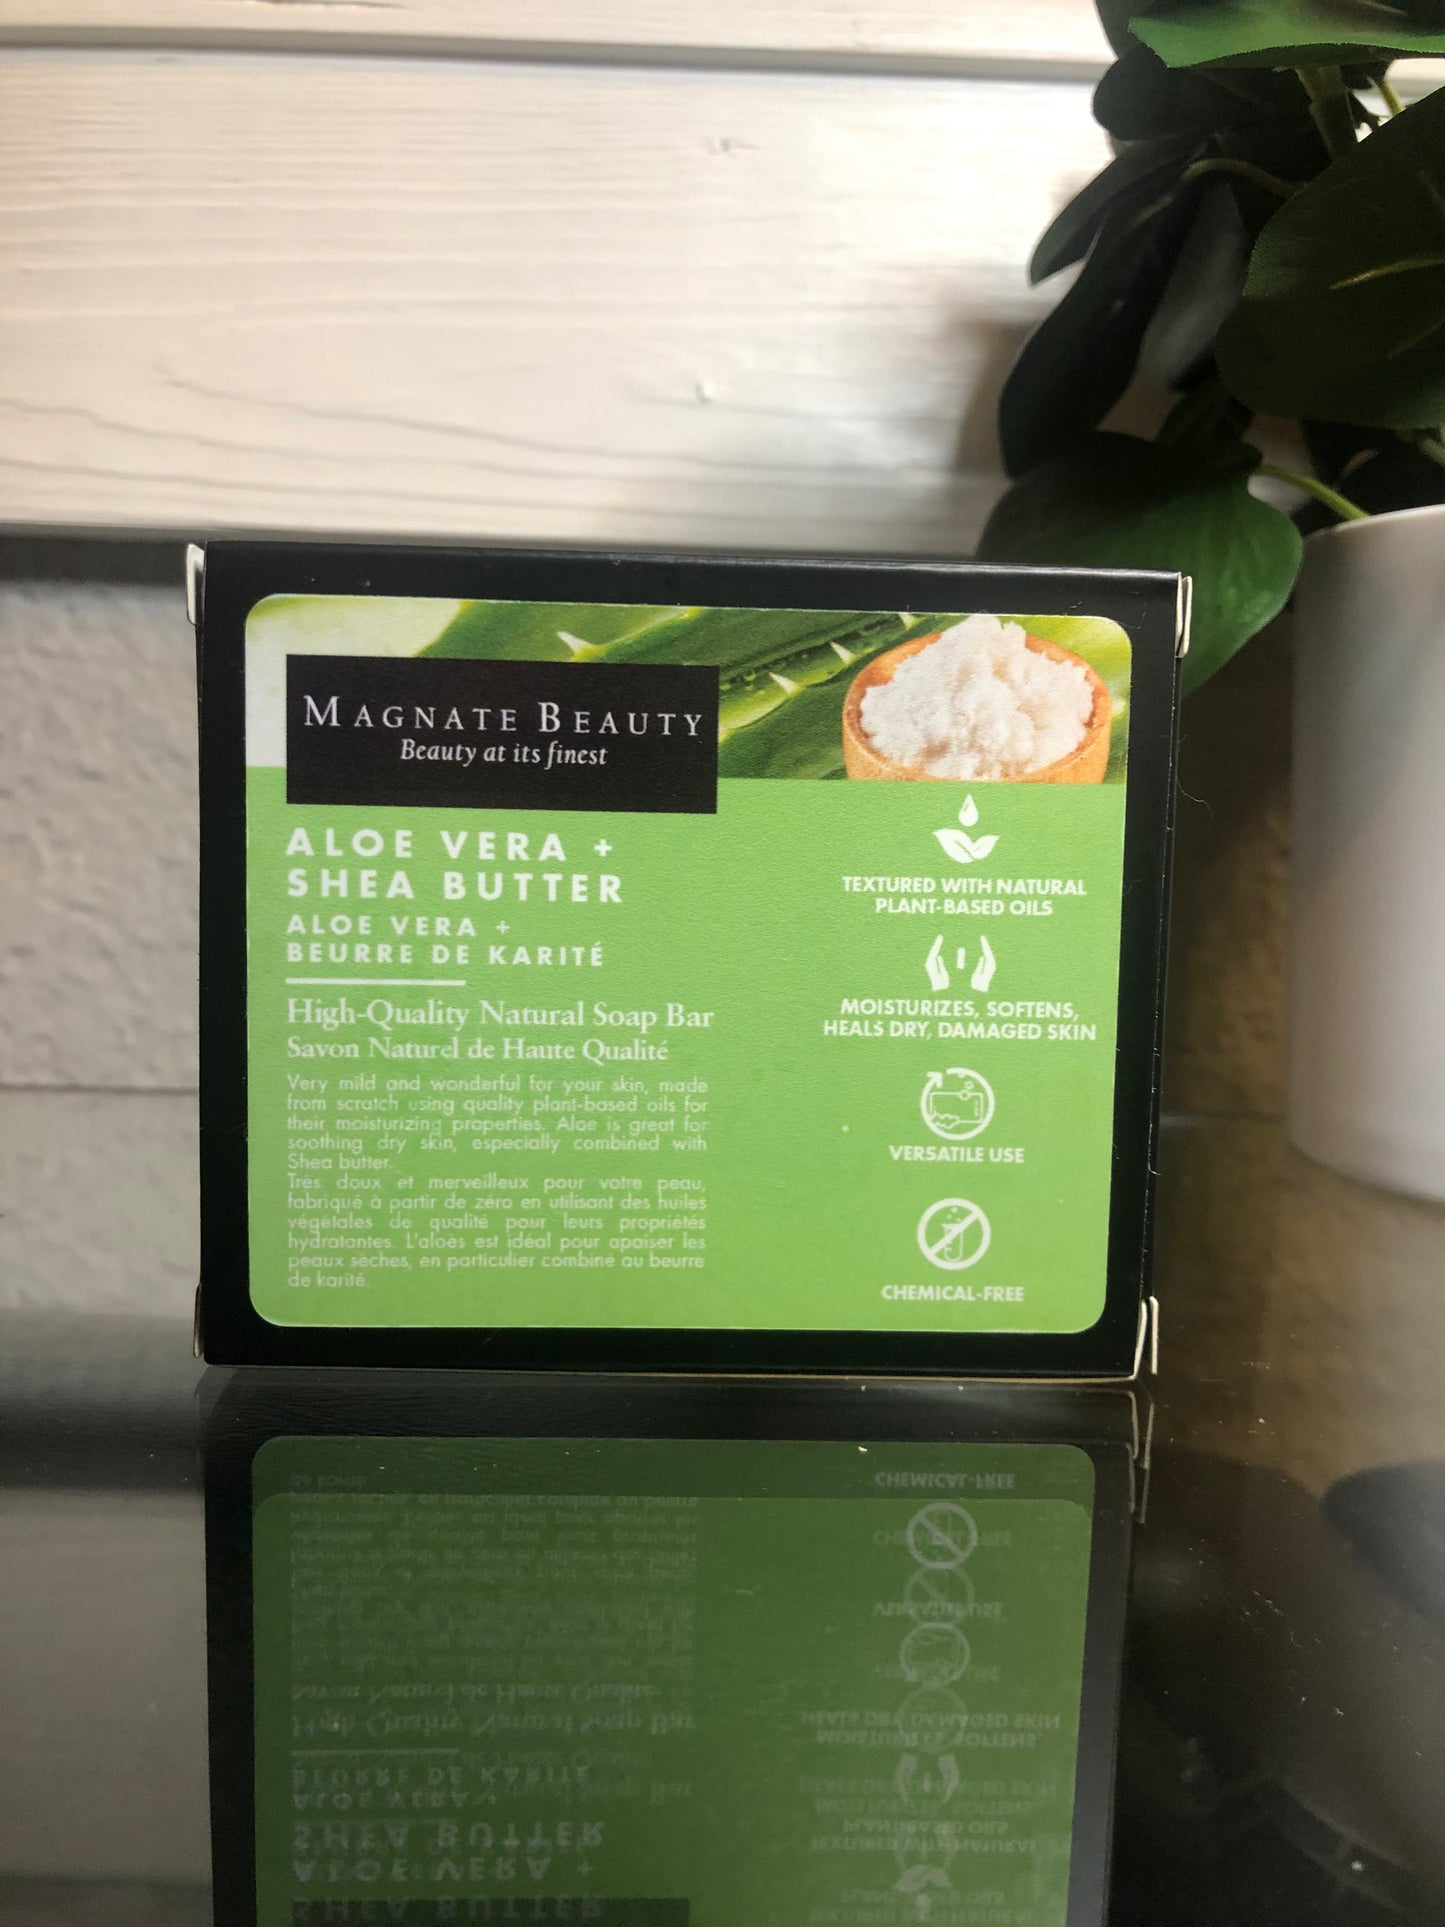 MAGNATE BEAUTY
Beauty at its finest
ALOE VERA +
SHEA BUTTER
ALOE VERA +
BEURRE DE KARITÉ
High-Quality Natural Soap Bar
Savon Naturel de Haute Qualité
Very mild and wonderful for your skin, made
from scratch using quality plant-based oils for
their moisturizing properties. Aloe is great for
soothing dry skin, especially combined with
Shea butter.
Très doux et merveilleux pour votre peau,
fabriqué à partir de zéro en utilisant des huiles
végétales de qualité pour leurs propriétés
hydratantes. L'aloès est idéal pour apaiser les
peaux sèches, en particulier combiné au beurre
de karité.
TEXTURED WITH NATURAL
PLANT-BASED OILS
MOISTURIZES, SOFTENS,
HEALS DRY, DAMAGED SKIN
VERSATILE USE
CHEMICAL-FREE